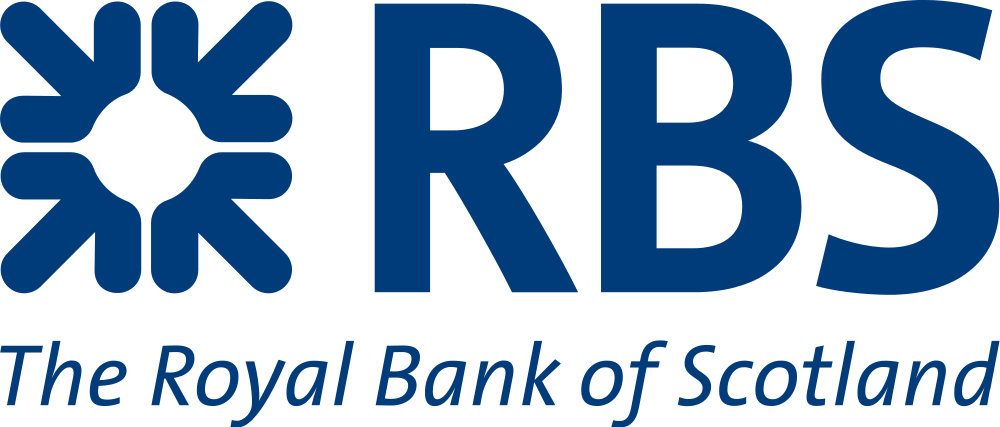 RBS
The Royal Bank of Scotland